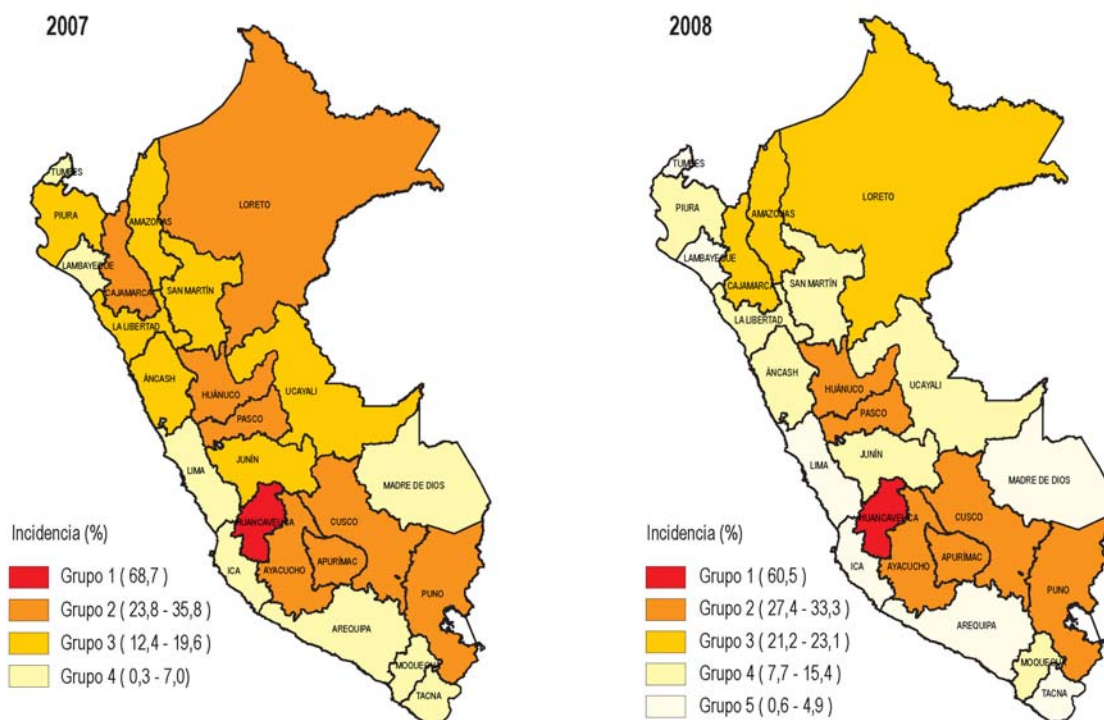 2007
TUMBES
PIURA
LAMBAYEQUE
CAJAMARCA
AMAZONAS
LORETO
SAN MARTÍN
LA LIBERTAD
ÁNCASH
HUÁNUCO
UCAYALI
PASCO
LIMA
JUNÍN
MADRE DE DIOS
HUANCAVELICA
CUSCO
ICA
AYACUCHO
APURÍMAC
PUNO
AREQUIPA
MOQUEGUA
TACNA
Incidencia (%)
Grupo 1 ( 68,7)
Grupo 2 ( 23,8 - 35,8)
Grupo 3 ( 12,4 - 19,6)
Grupo 4 ( 0,3 - 7,0)
2008
TUMBES
PIURA
LAMBAYEQUE
CAJAMARCA
AMAZONAS
LORETO
SAN MARTÍN
LA LIBERTAD
ÁNCASH
HUÁNUCO
UCAYALI
PASCO
LIMA
JUNÍN
MADRE DE DIOS
HUANCAVELICA
CUSCO
ICA
AYACUCHO
APURÍMAC
PUNO
AREQUIPA
MOQUEGUA
TACNA
Incidencia (%)
Grupo 1 ( 60,5)
Grupo 2 ( 27,4 - 33,3)
Grupo 3 ( 21,2 - 23,1)
Grupo 4 ( 7,7 - 15,4)
Grupo 5 ( 0,6 - 4,9)